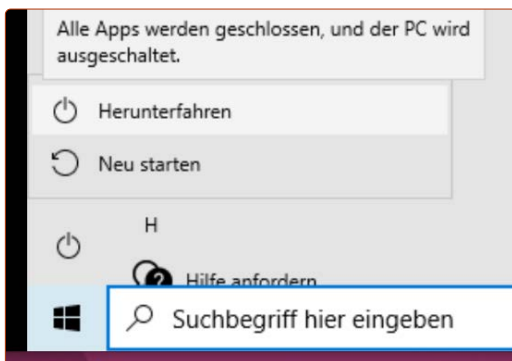 Alle Apps werden geschlossen, und der PC wird
ausgeschaltet.
Herunterfahren
Neu starten
H
?
Hilfe anfordern
Suchbegriff hier eingeben